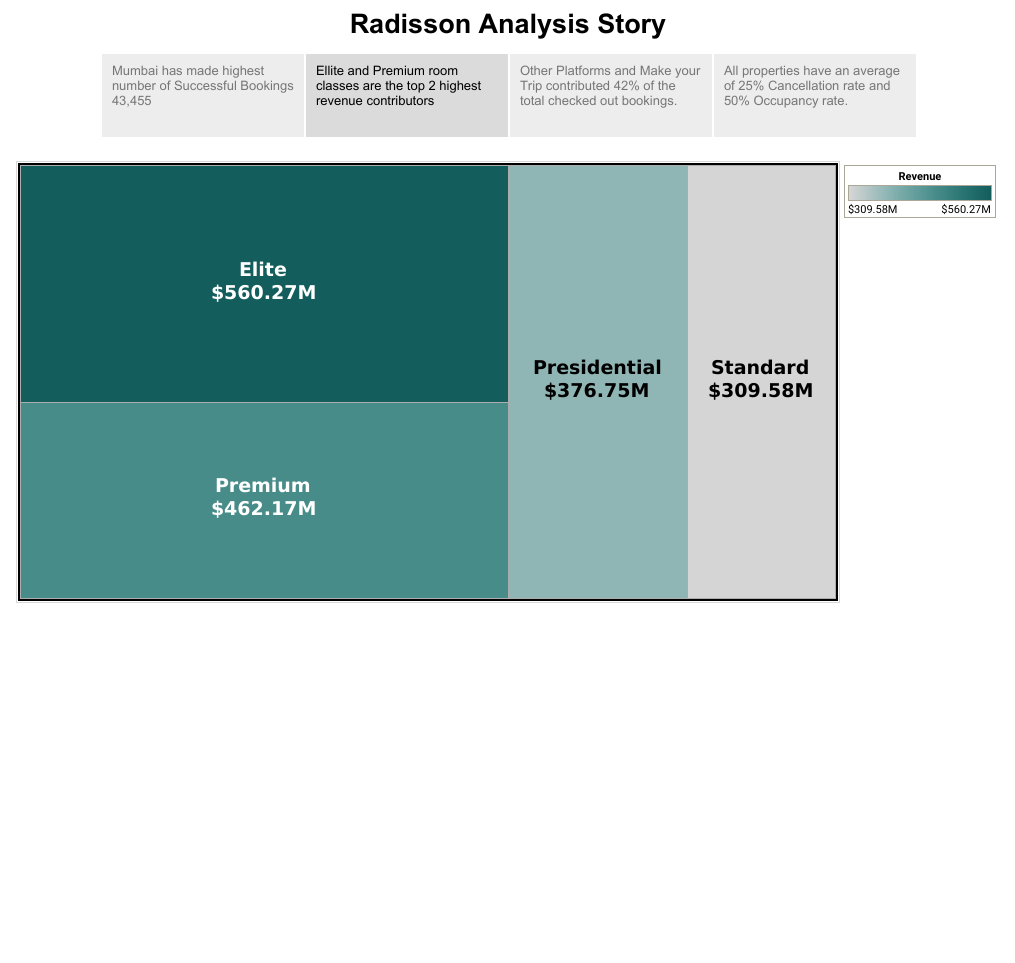 Radisson Analysis Story
Mumbai has made highest
number of Successful Bookings
43,455
Ellite and Premium room
classes are the top 2 highest
revenue contributors
Other Platforms and Make your
Trip contributed 42% of the
total checked out bookings.
All properties have an average
of 25% Cancellation rate and
50% Occupancy rate.
Elite
$560.27M
Premium
$462.17M
Presidential
$376.75M
Standard
$309.58M
Revenue
$309.58M $560.27M